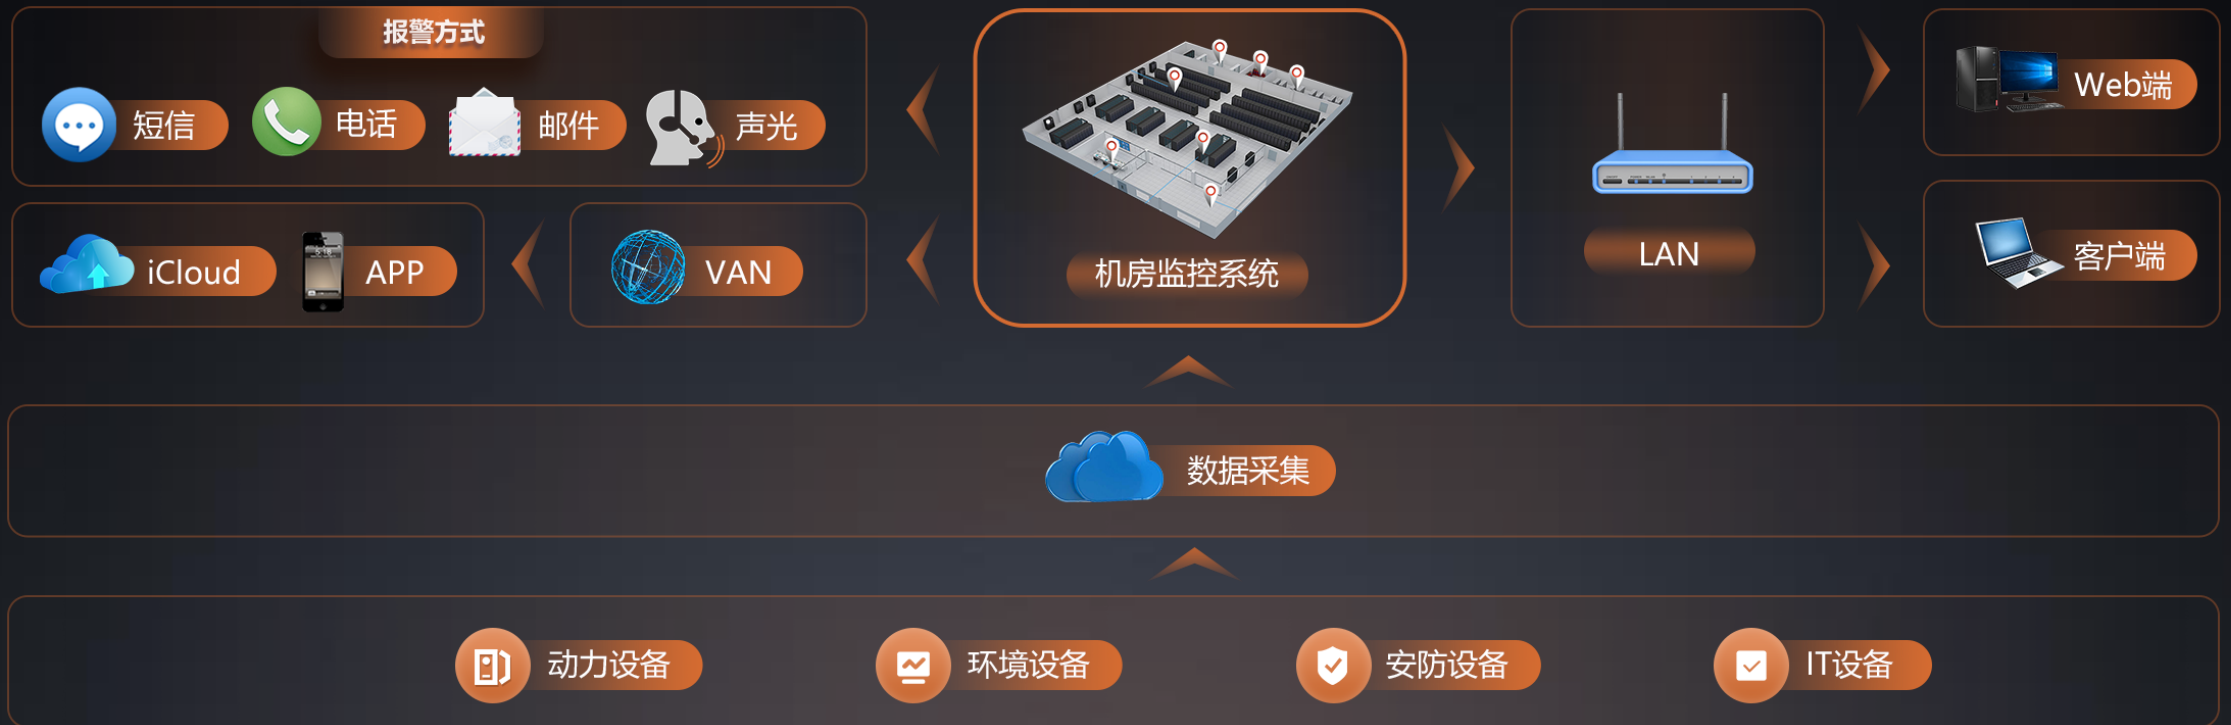 报警方式
短信
电话
邮件
声光
iCloud
APP
VAN
机房监控系统
LAN
Web端
客户端
数据采集
动力设备
环境设备
安防设备
IT设备